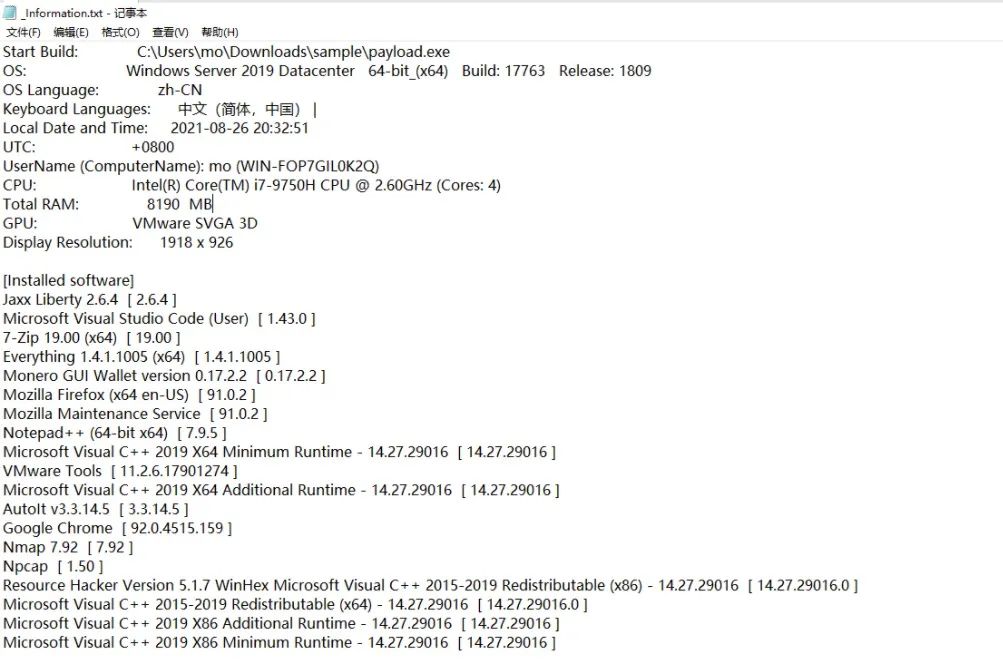 _Information.txt - 记事本
文件(F) 编辑(E) 格式(O) 查看(V) 帮助(H)
Start Build: C:\Users\mo\Downloads\sample\payload.exe
OS: Windows Server 2019 Datacenter 64-bit_(x64) Build: 17763 Release: 1809
OS Language: zh-CN
Keyboard Languages: 中文（简体，中国） |
Local Date and Time: 2021-08-26 20:32:51
UTC: +0800
UserName (ComputerName): mo (WIN-FOP7GIL0K2Q)
CPU: Intel(R) Core(TM) i7-9750H CPU @ 2.60GHz (Cores: 4)
Total RAM: 8190 MB
GPU: VMware SVGA 3D
Display Resolution: 1918 x 926
[Installed software]
Jaxx Liberty 2.6.4 [ 2.6.4 ]
Microsoft Visual Studio Code (User) [ 1.43.0 ]
7-Zip 19.00 (x64) [ 19.00 ]
Everything 1.4.1.1005 (x64) [ 1.4.1.1005 ]
Monero GUI Wallet version 0.17.2.2 [ 0.17.2.2 ]
Mozilla Firefox (x64 en-US) [ 91.0.2 ]
Mozilla Maintenance Service [ 91.0.2 ]
Notepad++ (64-bit x64) [ 7.9.5 ]
Microsoft Visual C++ 2019 X64 Minimum Runtime - 14.27.29016 [ 14.27.29016 ]
VMware Tools [ 11.2.6.17901274 ]
Microsoft Visual C++ 2019 X64 Additional Runtime - 14.27.29016 [ 14.27.29016 ]
AutoIt v3.3.14.5 [ 3.3.14.5 ]
Google Chrome [ 92.0.4515.159 ]
Nmap 7.92 [ 7.92 ]
Npcap [ 1.50 ]
Resource Hacker Version 5.1.7 WinHex Microsoft Visual C++ 2015-2019 Redistributable (x86) - 14.27.29016 [ 14.27.29016.0 ]
Microsoft Visual C++ 2015-2019 Redistributable (x64) - 14.27.29016 [ 14.27.29016.0 ]
Microsoft Visual C++ 2019 X86 Additional Runtime - 14.27.29016 [ 14.27.29016 ]
Microsoft Visual C++ 2019 X86 Minimum Runtime - 14.27.29016 [ 14.27.29016 ]